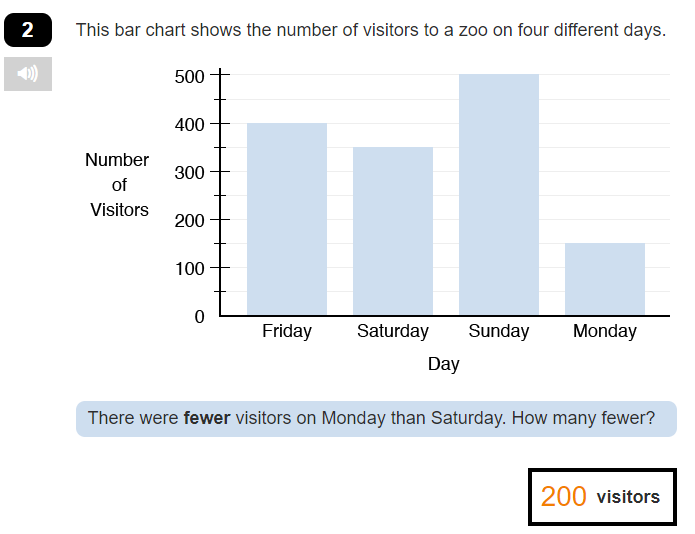 2
This bar chart shows the number of visitors to a zoo on four different days.
500
400
300
200
100
0
Number
of
Visitors
Friday Saturday Sunday Monday
Day
There were fewer visitors on Monday than Saturday. How many fewer?
200 visitors